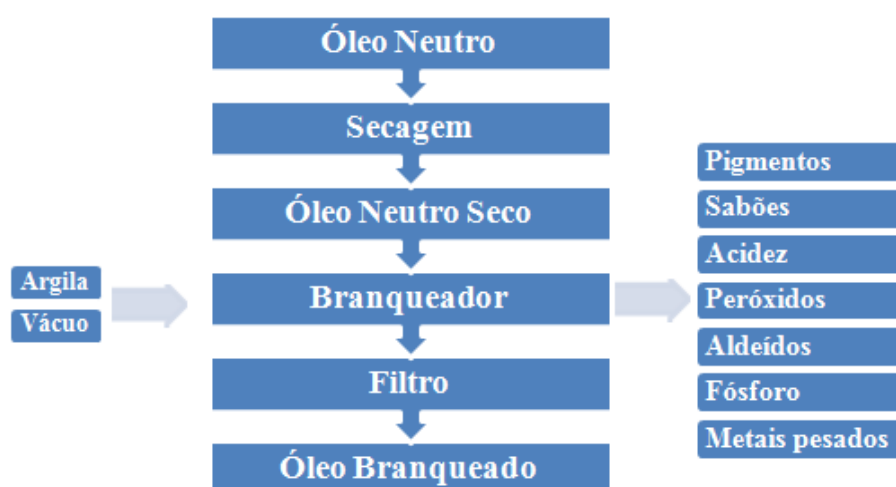 Óleo Neutro
Secagem
Óleo Neutro Seco
Argila
Vácuo
Branqueador
Filtro
Óleo Branqueado
Pigmentos
Sabões
Acidez
Peróxidos
Aldeídos
Fósforo
Metais pesados